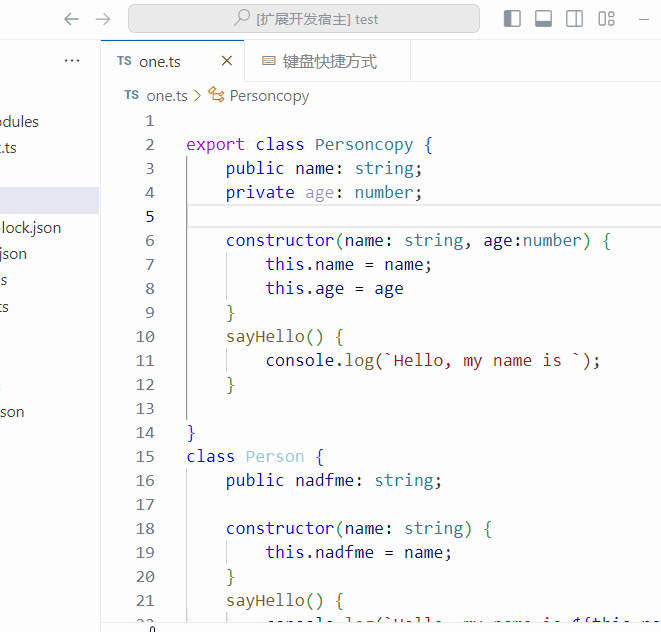 [扩展开发宿主] test
TS one.ts
键盘快捷方式
TS one.ts > Personcopy
1
2 export class Personcopy {
3 public name: string;
4 private age: number;
5
6 constructor(name: string, age:number) {
7 this.name = name;
8 this.age = age
9 }
10 sayHello() {
11 console.log(`Hello, my name is `);
12 }
13
14 }
15 class Person {
16 public nadfme: string;
17
18 constructor(name: string) {
19 this.nadfme = name;
20 }
21 sayHello() {
odules
.ts
lock.json
json
s
ts
son